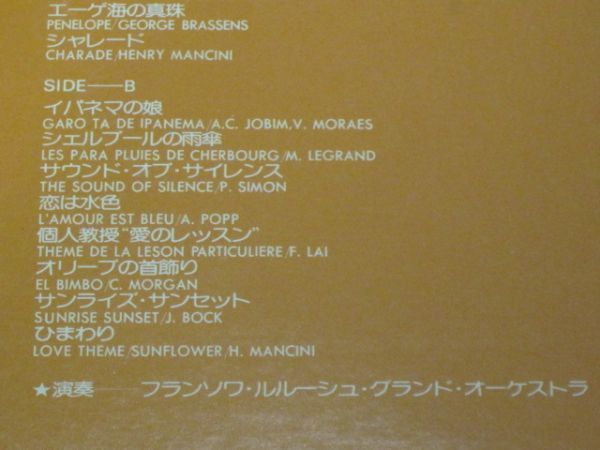 エーゲ海の真珠
PENELOPE/GEORGE BRASSENS
シャレード
CHARADE/HENRY MANCINI
SIDE——B
イパネマの娘
GARO TA DE IPANEMA/A.C. JOBIM,V. MORAES
シェルブールの雨傘
LES PARA PLUIES DE CHERBOURG/M. LEGRAND
サウンド・オブ・サイレンス
THE SOUND OF SILENCE/P. SIMON
恋は水色
L'AMOUR EST BLEU/A. POPP
個人教授“愛のレッスン”
THEME DE LA LESON PARTICULIERE/F. LAI
オリーブの首飾り
EL BIMBO/C. MORGAN
サンライズ・サンセット
SUNRISE SUNSET/J. BOCK
ひまわり
LOVE THEME/SUNFLOWER/H. MANCINI
★演奏——フランソワ・ルルーシュ・グランド・オーケストラ